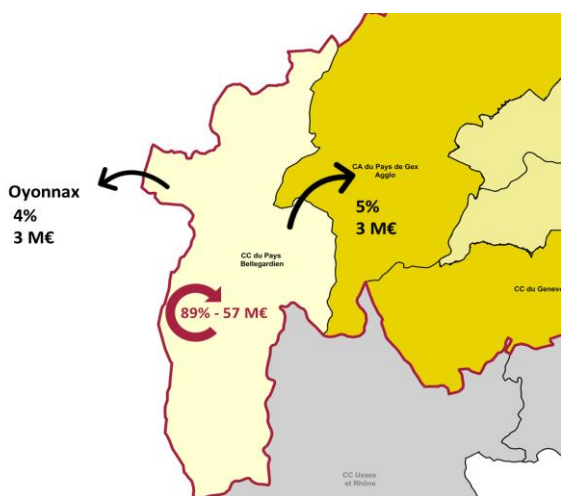 CA du Pays de Gex
Agglo
Oyonnax
4%
3 M€
5%
3 M€
CC du Pays
Bellegardien
CC du Geneve
89% - 57 M€
CC Usses
et Rhône